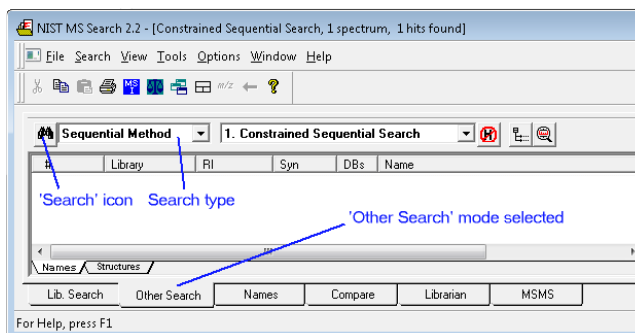 NIST MS Search 2.2 - [Constrained Sequential Search, 1 spectrum, 1 hits found]
File Search View Tools Options Window Help
MS m/z ?
Sequential Method 1. Constrained Sequential Search H
# Library RI Syn DBs Name
'Search' icon Search type
'Other Search' mode selected
Names Structures
Lib. Search Other Search Names Compare Librarian MSMS
For Help, press F1